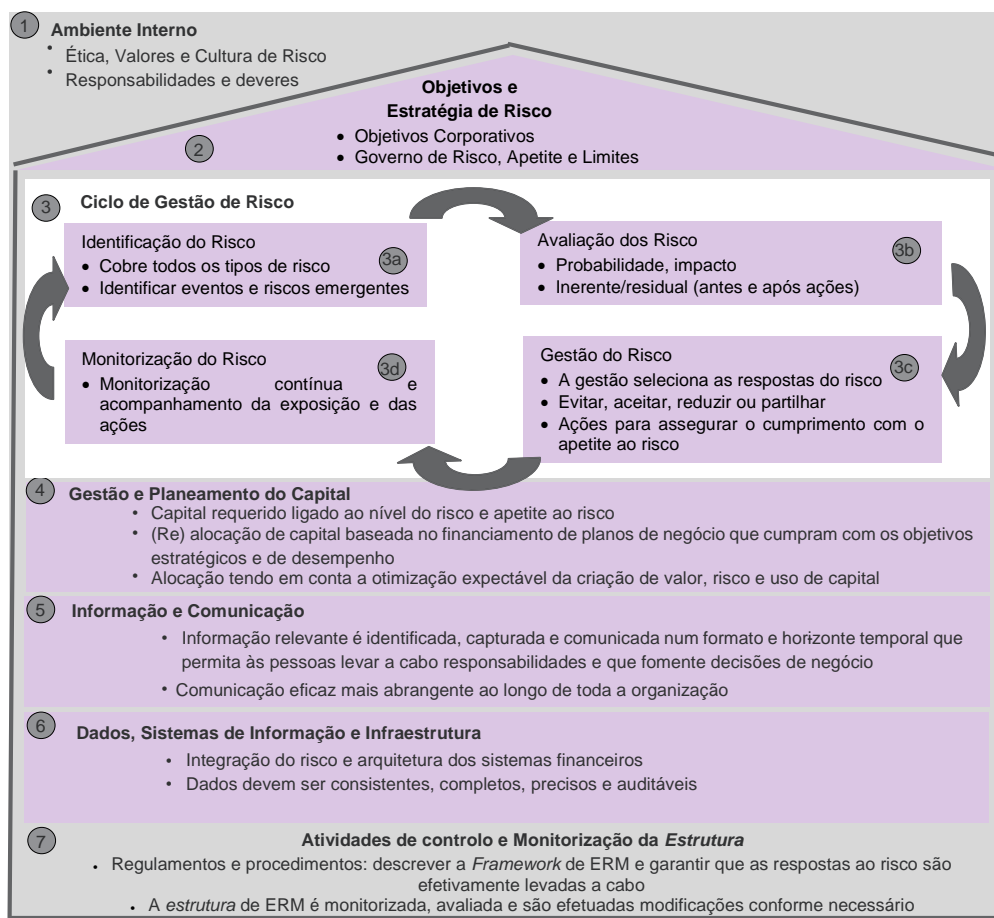 1 Ambiente Interno
• Ética, Valores e Cultura de Risco
• Responsabilidades e deveres
Objetivos e
Estratégia de Risco
• Objetivos Corporativos
2
• Governo de Risco, Apetite e Limites
3 Ciclo de Gestão de Risco
Identificação do Risco
3a
• Cobre todos os tipos de risco
• Identificar eventos e riscos emergentes
Avaliação dos Risco
3b
• Probabilidade, impacto
• Inerente/residual (antes e após ações)
Monitorização do Risco
3d
• Monitorização contínua e
acompanhamento da exposição e das
ações
Gestão do Risco
3c
• A gestão seleciona as respostas do risco
• Evitar, aceitar, reduzir ou partilhar
• Ações para assegurar o cumprimento com o
apetite ao risco
4 Gestão e Planeamento do Capital
• Capital requerido ligado ao nível do risco e apetite ao risco
• (Re) alocação de capital baseada no financiamento de planos de negócio que cumpram com os objetivos
estratégicos e de desempenho
• Alocação tendo em conta a otimização expectável da criação de valor, risco e uso de capital
5 Informação e Comunicação
• Informação relevante é identificada, capturada e comunicada num formato e horizonte temporal que
permita às pessoas levar a cabo responsabilidades e que fomente decisões de negócio
• Comunicação eficaz mais abrangente ao longo de toda a organização
6 Dados, Sistemas de Informação e Infraestrutura
• Integração do risco e arquitetura dos sistemas financeiros
• Dados devem ser consistentes, completos, precisos e auditáveis
7 Atividades de controlo e Monitorização da Estrutura
• Regulamentos e procedimentos: descrever a Framework de ERM e garantir que as respostas ao risco são
efetivamente levadas a cabo
• A estrutura de ERM é monitorizada, avaliada e são efetuadas modificações conforme necessário